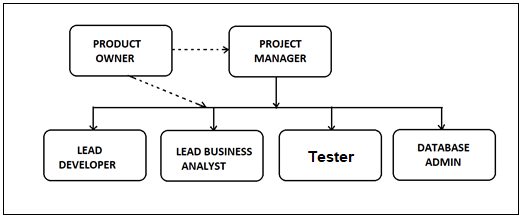 PRODUCT
OWNER
PROJECT
MANAGER
LEAD
DEVELOPER
LEAD BUSINESS
ANALYST
Tester
DATABASE
ADMIN